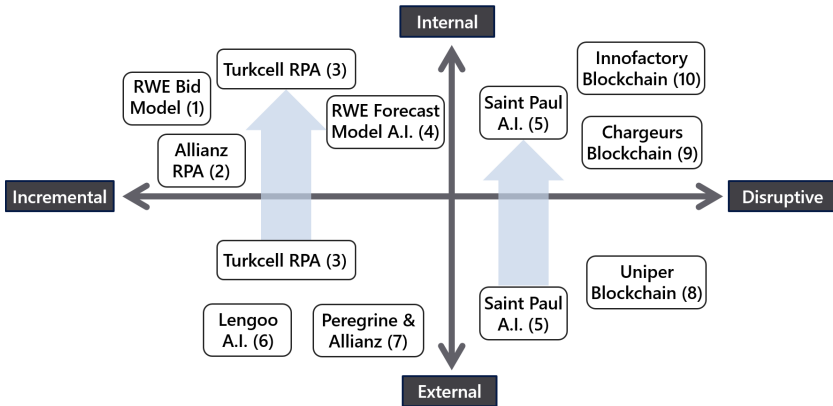 Internal
Turkcell RPA (3)
Innofactory
Blockchain (10)
RWE Bid
Model (1)
RWE Forecast
Model A.I. (4)
Saint Paul
A.I. (5)
Chargeurs
Blockchain (9)
Allianz
RPA (2)
Incremental
Disruptive
Turkcell RPA (3)
Uniper
Blockchain (8)
Lengoo
A.I. (6)
Peregrine &
Allianz (7)
Saint Paul
A.I. (5)
External